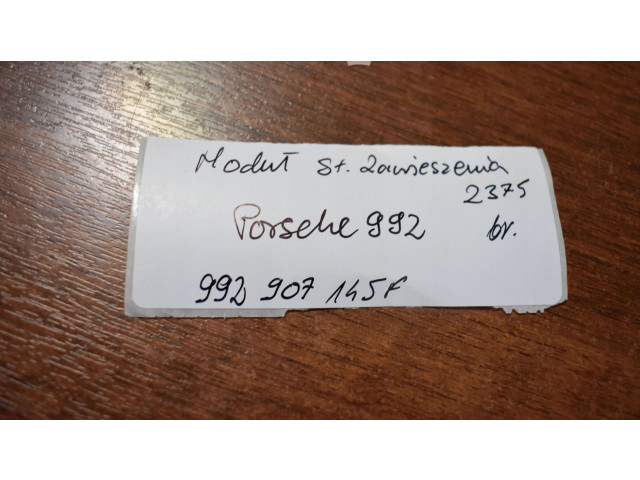 Moduł St. Zawieszenia
2375
Porsche 992 br.
992 907 145F